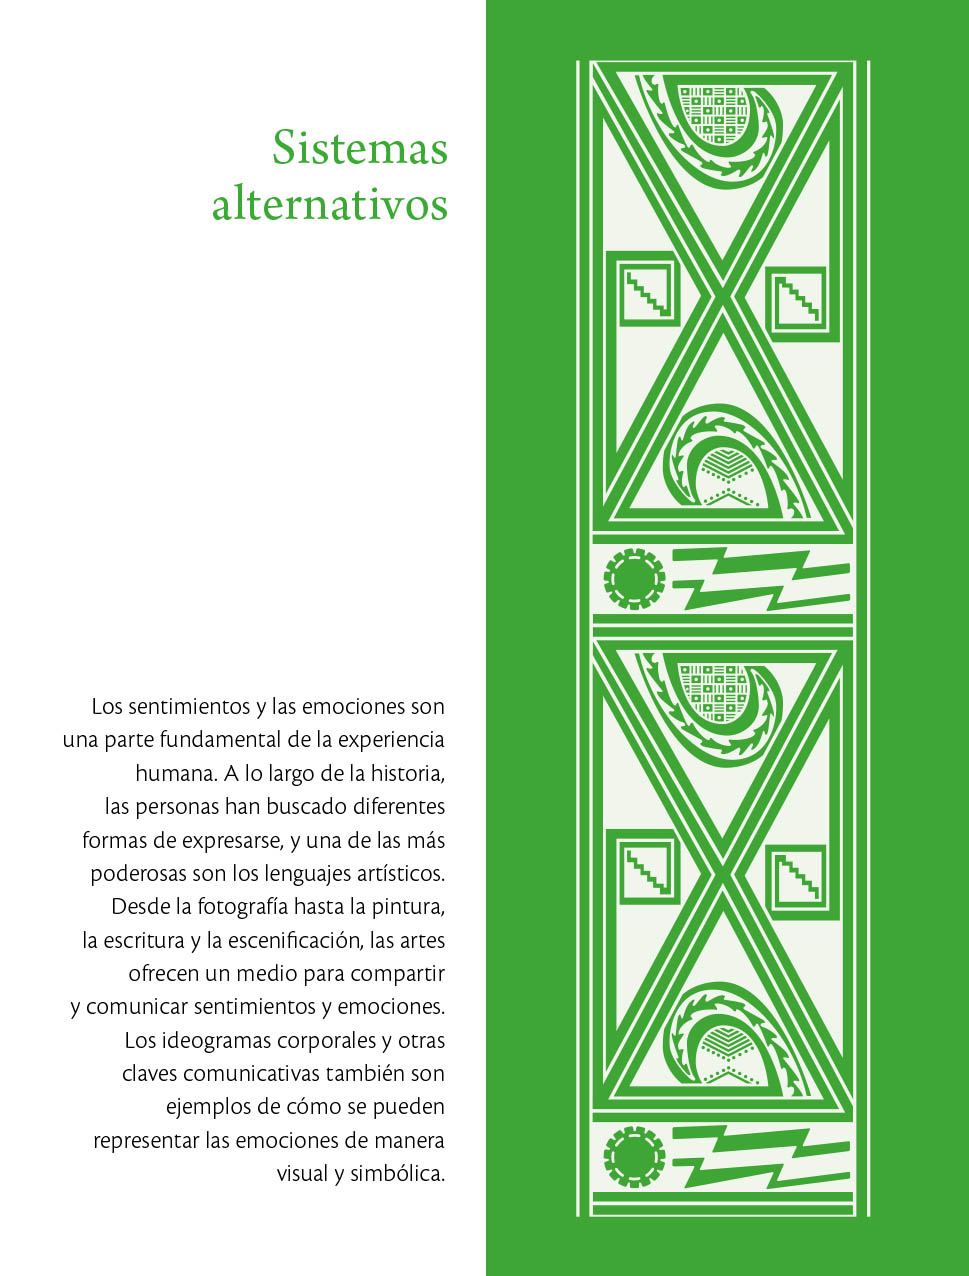 Sistemas
alternativos
Los sentimientos y las emociones son
una parte fundamental de la experiencia
humana. A lo largo de la historia,
las personas han buscado diferentes
formas de expresarse, y una de las más
poderosas son los lenguajes artísticos.
Desde la fotografía hasta la pintura,
la escritura y la escenificación, las artes
ofrecen un medio para compartir
y comunicar sentimientos y emociones.
Los ideogramas corporales y otras
claves comunicativas también son
ejemplos de cómo se pueden
representar las emociones de manera
visual y simbólica.